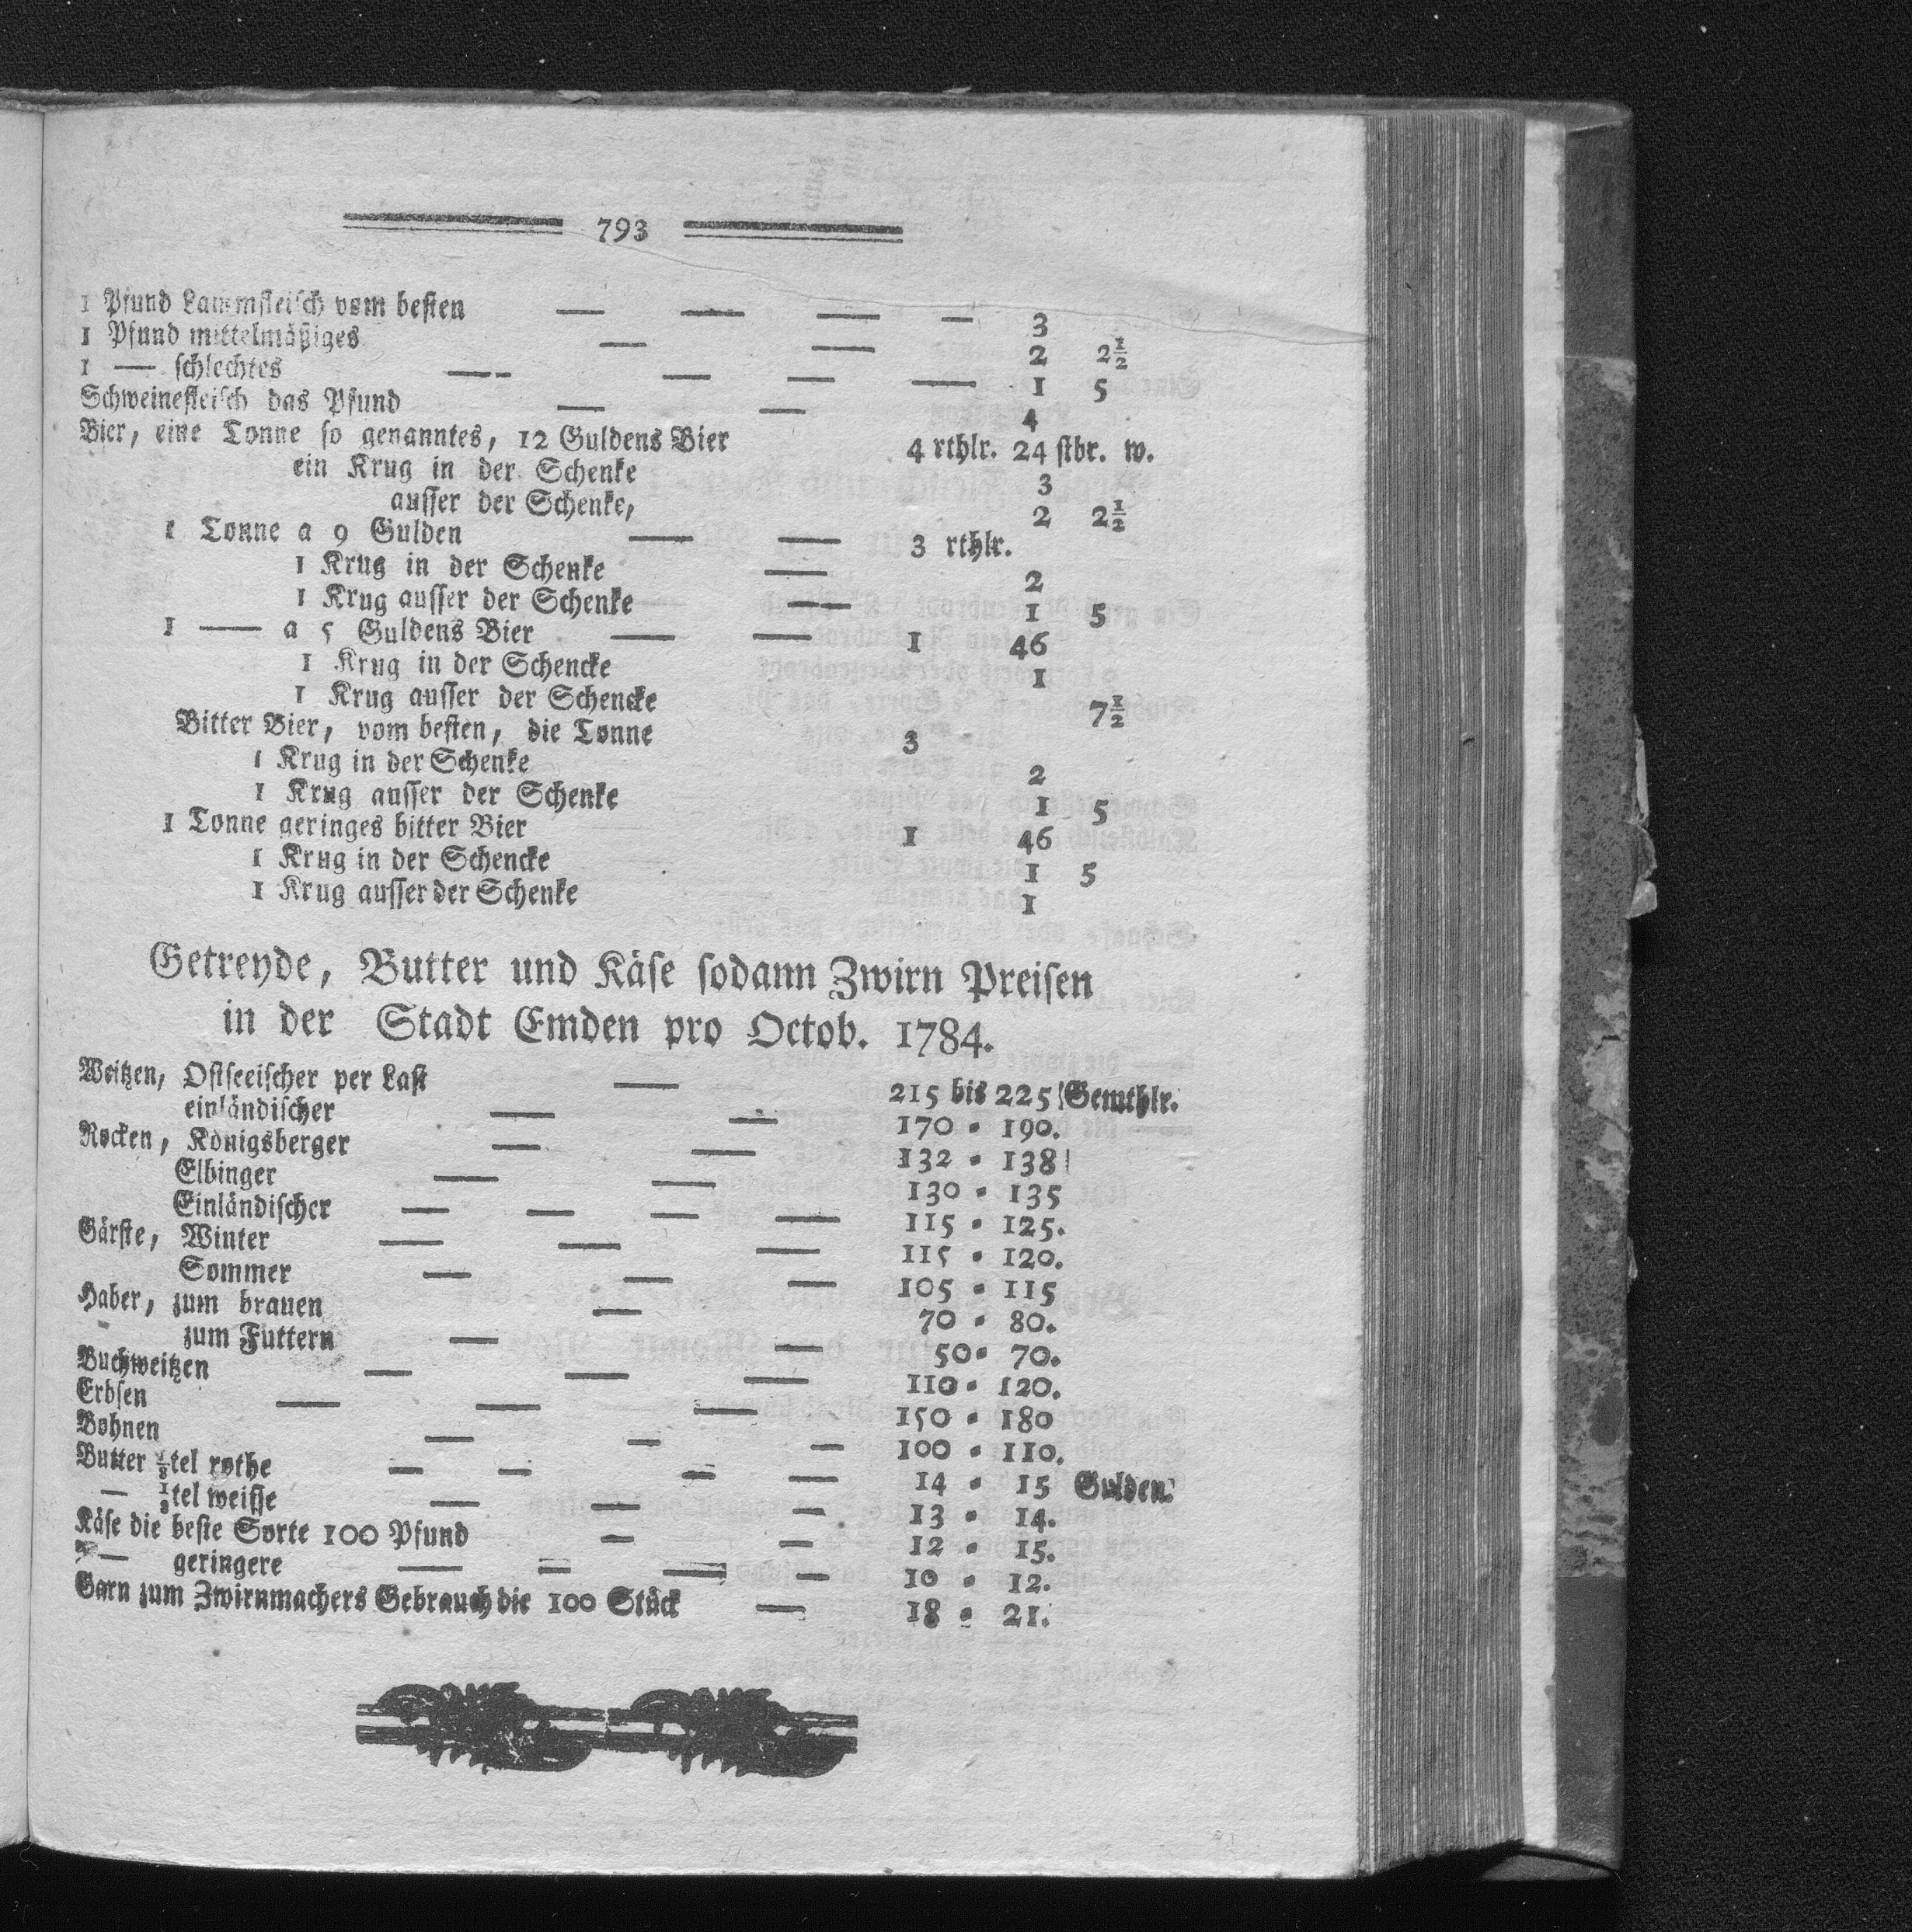 793
1 Pfund Lammfleisch vom besten — — — — 3
1 Pfund mittelmäßiges — — 2 2½
1 — schlechtes — — — — 1 5
Schweinefleisch das Pfund — — 4
Bier, eine Tonne so genanntes, 12 Guldens Bier 4 rthlr. 24 stbr. w.
ein Krug in der Schenke 3
ausser der Schenke, 2 2½
1 Tonne a 9 Gulden — — 3 rthlr.
1 Krug in der Schenke — 2
1 Krug ausser der Schenke — 1 5
1 — a 5 Guldens Bier — — 1 46
1 Krug in der Schencke 1
1 Krug ausser der Schencke 7½
Bitter Bier, vom besten, die Tonne 3
1 Krug in der Schenke 2
1 Krug ausser der Schenke 1 5
1 Tonne geringes bitter Bier 1 46
1 Krug in der Schencke 1 5
1 Krug ausser der Schenke 1
Getreyde, Butter und Käse sodann Zwirn Preisen
in der Stadt Emden pro Octob. 1784.
Weitzen, Ostseeischer per Last — 215 bis 225 Gemthlr.
einländischer — — 170 = 190.
Rocken, Königsberger — — 132 = 138
Elbinger — — 130 = 135
Einländischer — — — — 115 = 125.
Gärste, Winter — — — 115 = 120.
Sommer — — — 105 = 115
Haber, zum brauen — 70 = 80.
zum Futtern — — 50 = 70.
Buchweitzen — — — 110 = 120.
Erbsen — — — 150 = 180
Bohnen — — — 100 = 110.
Butter ⅛tel rothe — — — — 14 = 15 Gulden.
— ⅛tel weisse — — — 13 = 14.
Käse die beste Sorte 100 Pfund — — 12 = 15.
— geringere — — — — 10 = 12.
Garn zum Zwirnmachers Gebrauch die 100 Stück — 18 = 21.